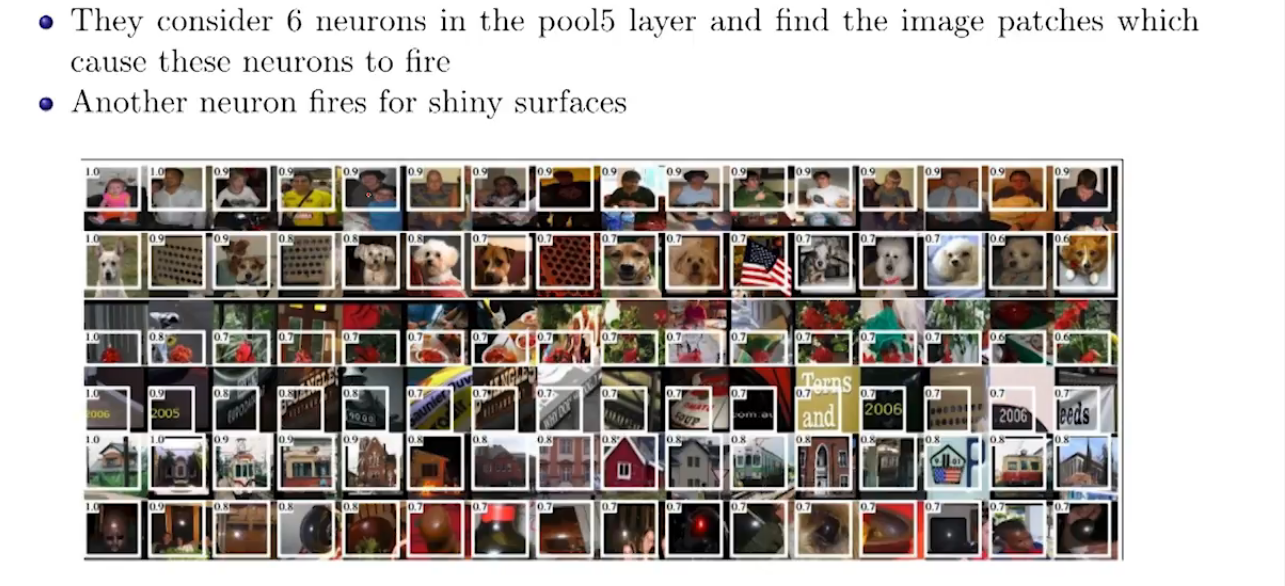 They consider 6 neurons in the pool5 layer and find the image patches which
cause these neurons to fire
Another neuron fires for shiny surfaces
1.0 1.0 0.9 0.9 0.9 0.9 0.9 0.9 0.9 0.9 0.9 0.9 0.9 0.9 0.9 0.9
1.0 0.9 0.9 0.8 0.8 0.8 0.7 0.7 0.7 0.7 0.7 0.7 0.7 0.7 0.6 0.6
1.0 0.8 0.7 0.7 0.7 0.7 0.7 0.7 0.7 0.7 0.7 0.7 0.7 0.7 0.6 0.6
Terns
1.0 0.9 0.8 0.8 0.8 0.7 0.7 0.7 0.7 0.7 0.7 0.7 0.7 0.7 0.7 0.7
2006 2005 SOUP om.au and 2006 2006 eeds
1.0 1.0 0.9 0.9 0.9 0.8 0.8 0.8 0.8 0.8 0.8 0.8 0.8 0.8 0.8 0.8
1.0 0.9 0.8 0.8 0.8 0.7 0.7 0.7 0.7 0.7 0.7 0.7 0.7 0.7 0.7 0.7